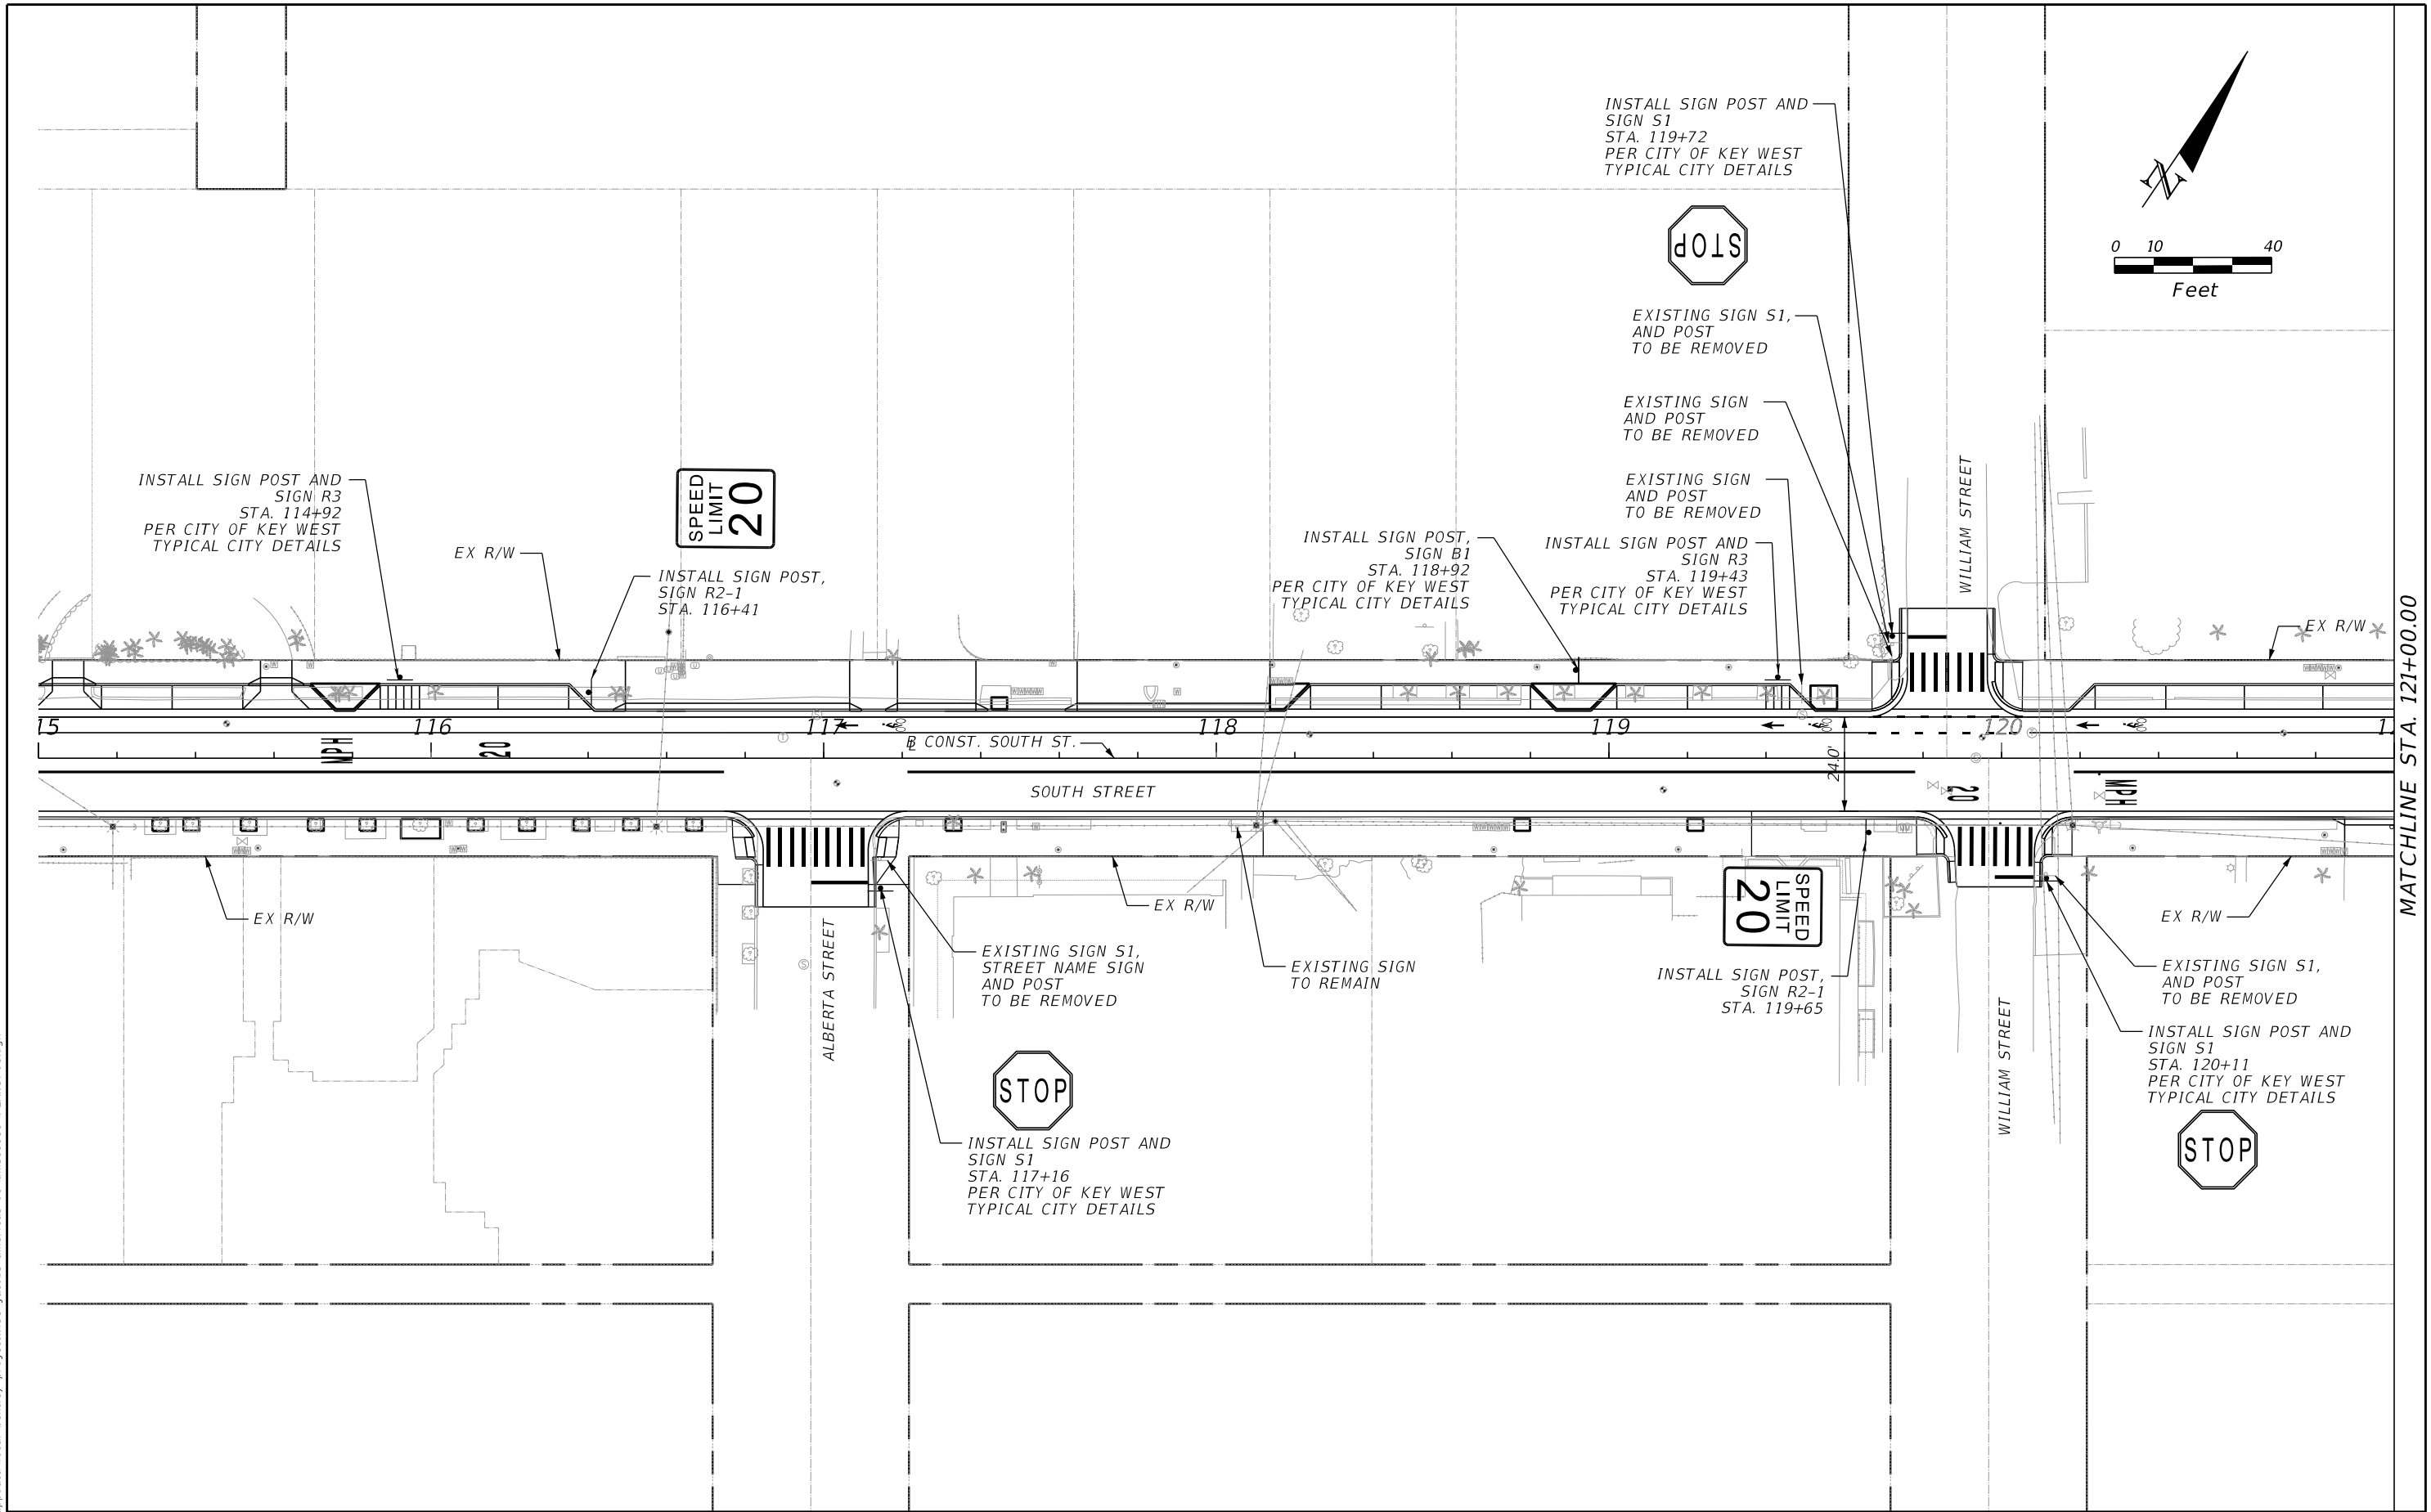 INSTALL SIGN POST AND
SIGN S1
STA. 119+72
PER CITY OF KEY WEST
TYPICAL CITY DETAILS
STOP
N
0 10 40
Feet
EXISTING SIGN S1,
AND POST
TO BE REMOVED
EXISTING SIGN
AND POST
TO BE REMOVED
EXISTING SIGN
AND POST
TO BE REMOVED
INSTALL SIGN POST AND
SIGN R3
STA. 114+92
PER CITY OF KEY WEST
TYPICAL CITY DETAILS
EX R/W
SPEED
LIMIT
20
INSTALL SIGN POST,
SIGN R2-1
STA. 116+41
INSTALL SIGN POST,
SIGN B1
STA. 118+92
PER CITY OF KEY WEST
TYPICAL CITY DETAILS
INSTALL SIGN POST AND
SIGN R3
STA. 119+43
PER CITY OF KEY WEST
TYPICAL CITY DETAILS
WILLIAM STREET
EX R/W
MATCHLINE STA. 121+00.00
15
116
117
118
119
120
MPH
20
CONST. SOUTH ST.
SOUTH STREET
24.0'
20
MPH
EX R/W
ALBERTA STREET
EXISTING SIGN S1,
STREET NAME SIGN
AND POST
TO BE REMOVED
EX R/W
EXISTING SIGN
TO REMAIN
SPEED
LIMIT
20
INSTALL SIGN POST,
SIGN R2-1
STA. 119+65
EX R/W
EXISTING SIGN S1,
AND POST
TO BE REMOVED
WILLIAM STREET
INSTALL SIGN POST AND
SIGN S1
STA. 120+11
PER CITY OF KEY WEST
TYPICAL CITY DETAILS
STOP
STOP
INSTALL SIGN POST AND
SIGN S1
STA. 117+16
PER CITY OF KEY WEST
TYPICAL CITY DETAILS